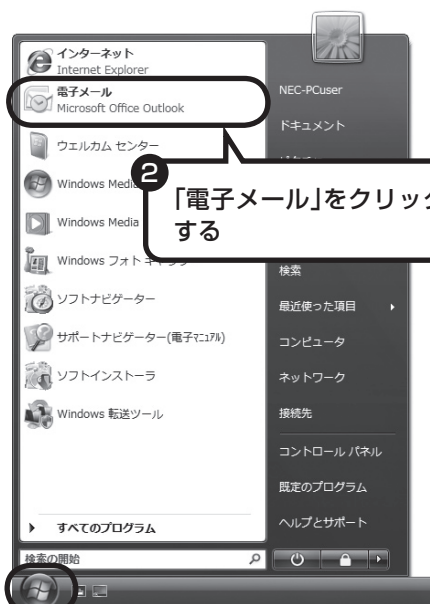 インターネット
Internet Explorer
電子メール
Microsoft Office Outlook
ウェルカム センター
Windows
Windows Media
Windows フォト
ソフトナビゲーター
サポートナビゲーター(電子マニュアル)
ソフトインストーラ
Windows 転送ツール
すべてのプログラム
検索の開始
NEC-PCuser
ドキュメント
2
「電子メール」をクリック
する
検索
最近使った項目
コンピュータ
ネットワーク
接続先
コントロール パネル
既定のプログラム
ヘルプとサポート